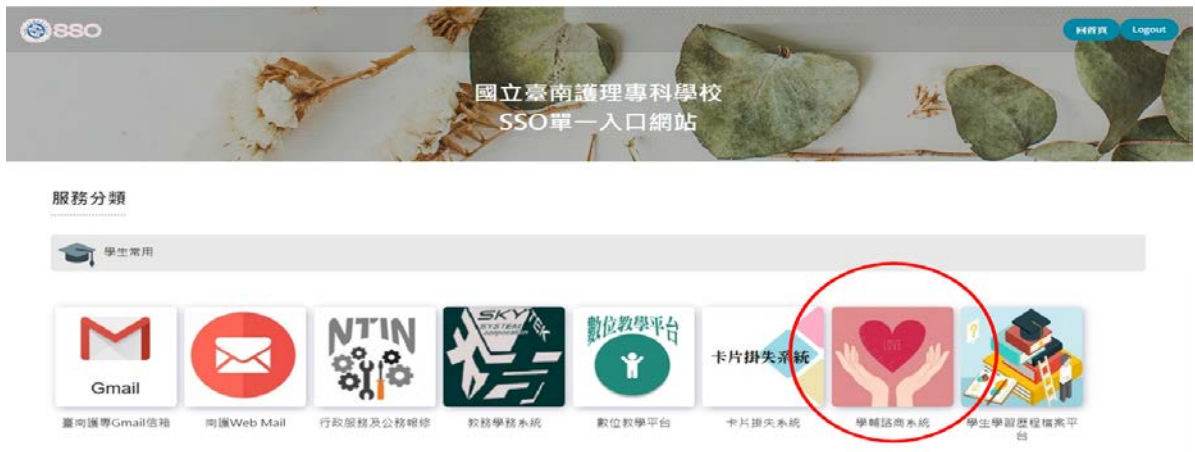 SSO
回首頁
Logout
國立臺南護理專科學校
SSO單一入口網站
服務分類
學生常用
Gmail
NTIN
SKYTEK
SYSTEM
corporation
數位教學平台
卡片掛失系統
LOVE
?
臺南護專Gmail信箱
南護Web Mail
行政服務及公務報修
教務學務系統
數位教學平台
卡片掛失系統
學輔諮商系統
學生學習歷程檔案平
台